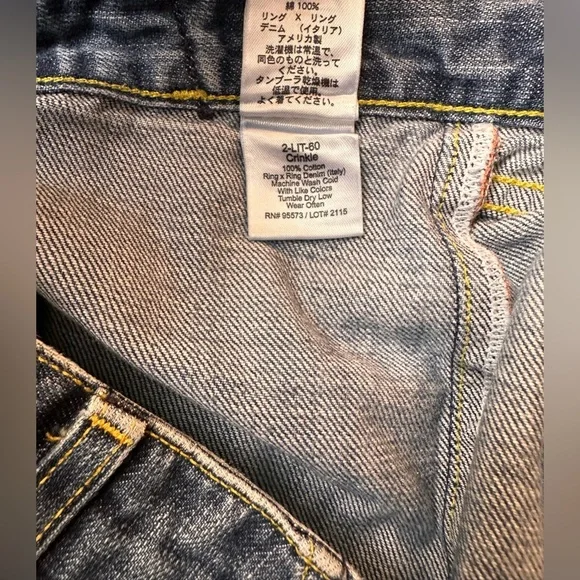 綿 100%
リング X リング
デニム (イタリア)
アメリカ製
洗濯機は常温で、
同色のものと洗って
ください。
タンブーラ乾燥機は
低温で使用。
よく着てください。
2-LIT-60
Crinkle
100% Cotton
Ring x Ring Denim (Italy)
Machine Wash Cold
With Like Colors
Tumble Dry Low
Wear Often
RN# 95573 / LOT# 2115